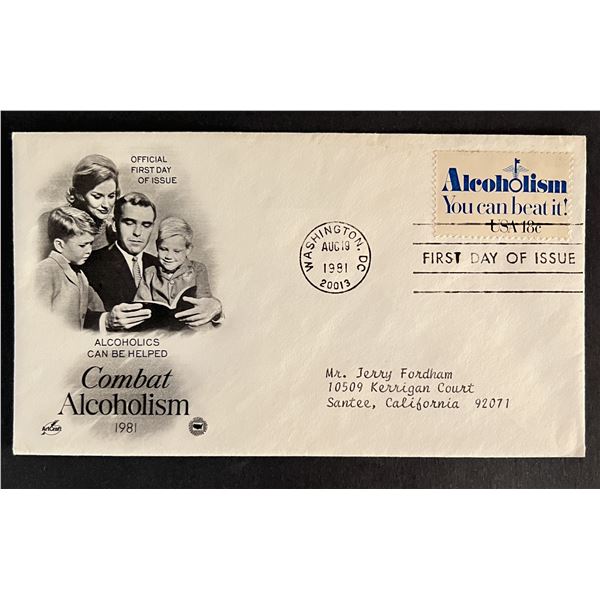 OFFICIAL
FIRST DAY
OF ISSUE
ALCOHOLICS
CAN BE HELPED
Combat
Alcoholism
1981
ArtCraft
WASHINGTON, DC
AUG 19
1981
20013
Alcoholism
You can beat it!
USA 18c
FIRST DAY OF ISSUE
Mr. Jerry Fordham
10509 Kerrigan Court
Santee, California 92071